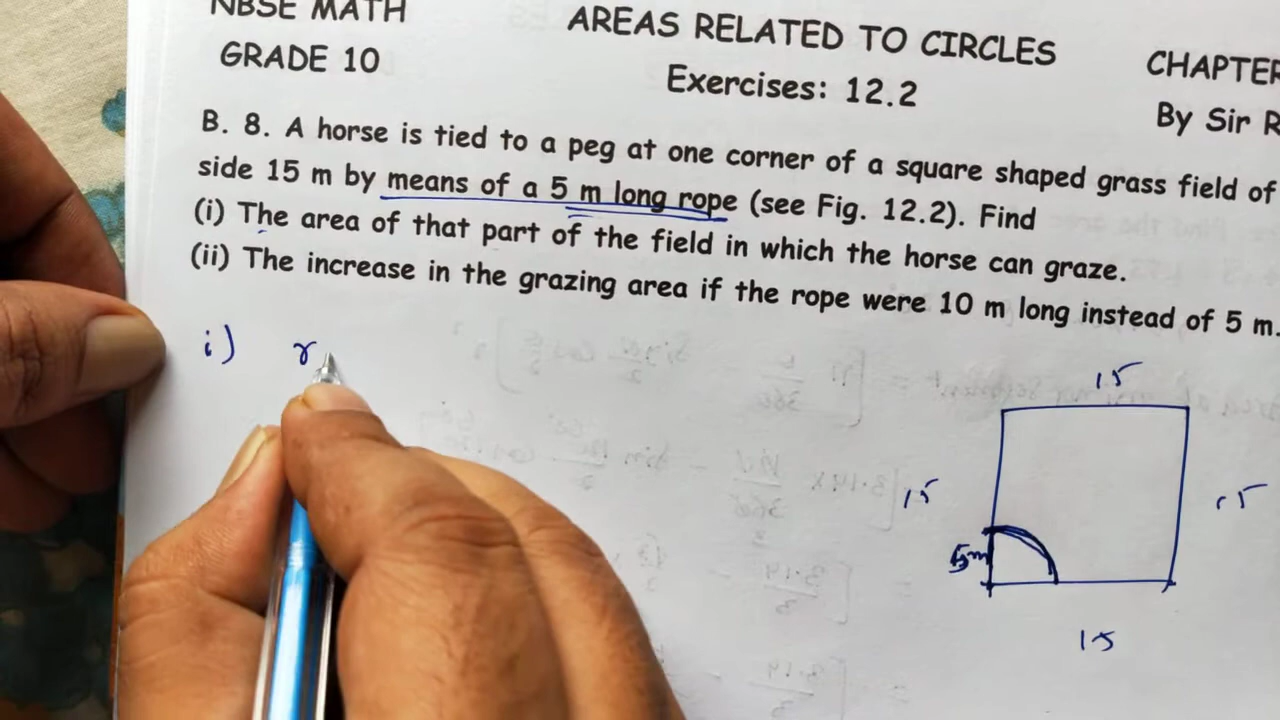 NBSE MATH
GRADE 10
AREAS RELATED TO CIRCLES
Exercises: 12.2
CHAPTER
By Sir R
B. 8. A horse is tied to a peg at one corner of a square shaped grass field of
side 15 m by means of a 5 m long rope (see Fig. 12.2). Find
(i) The area of that part of the field in which the horse can graze.
(ii) The increase in the grazing area if the rope were 10 m long instead of 5 m.
i) r
15
15
15
5m
15